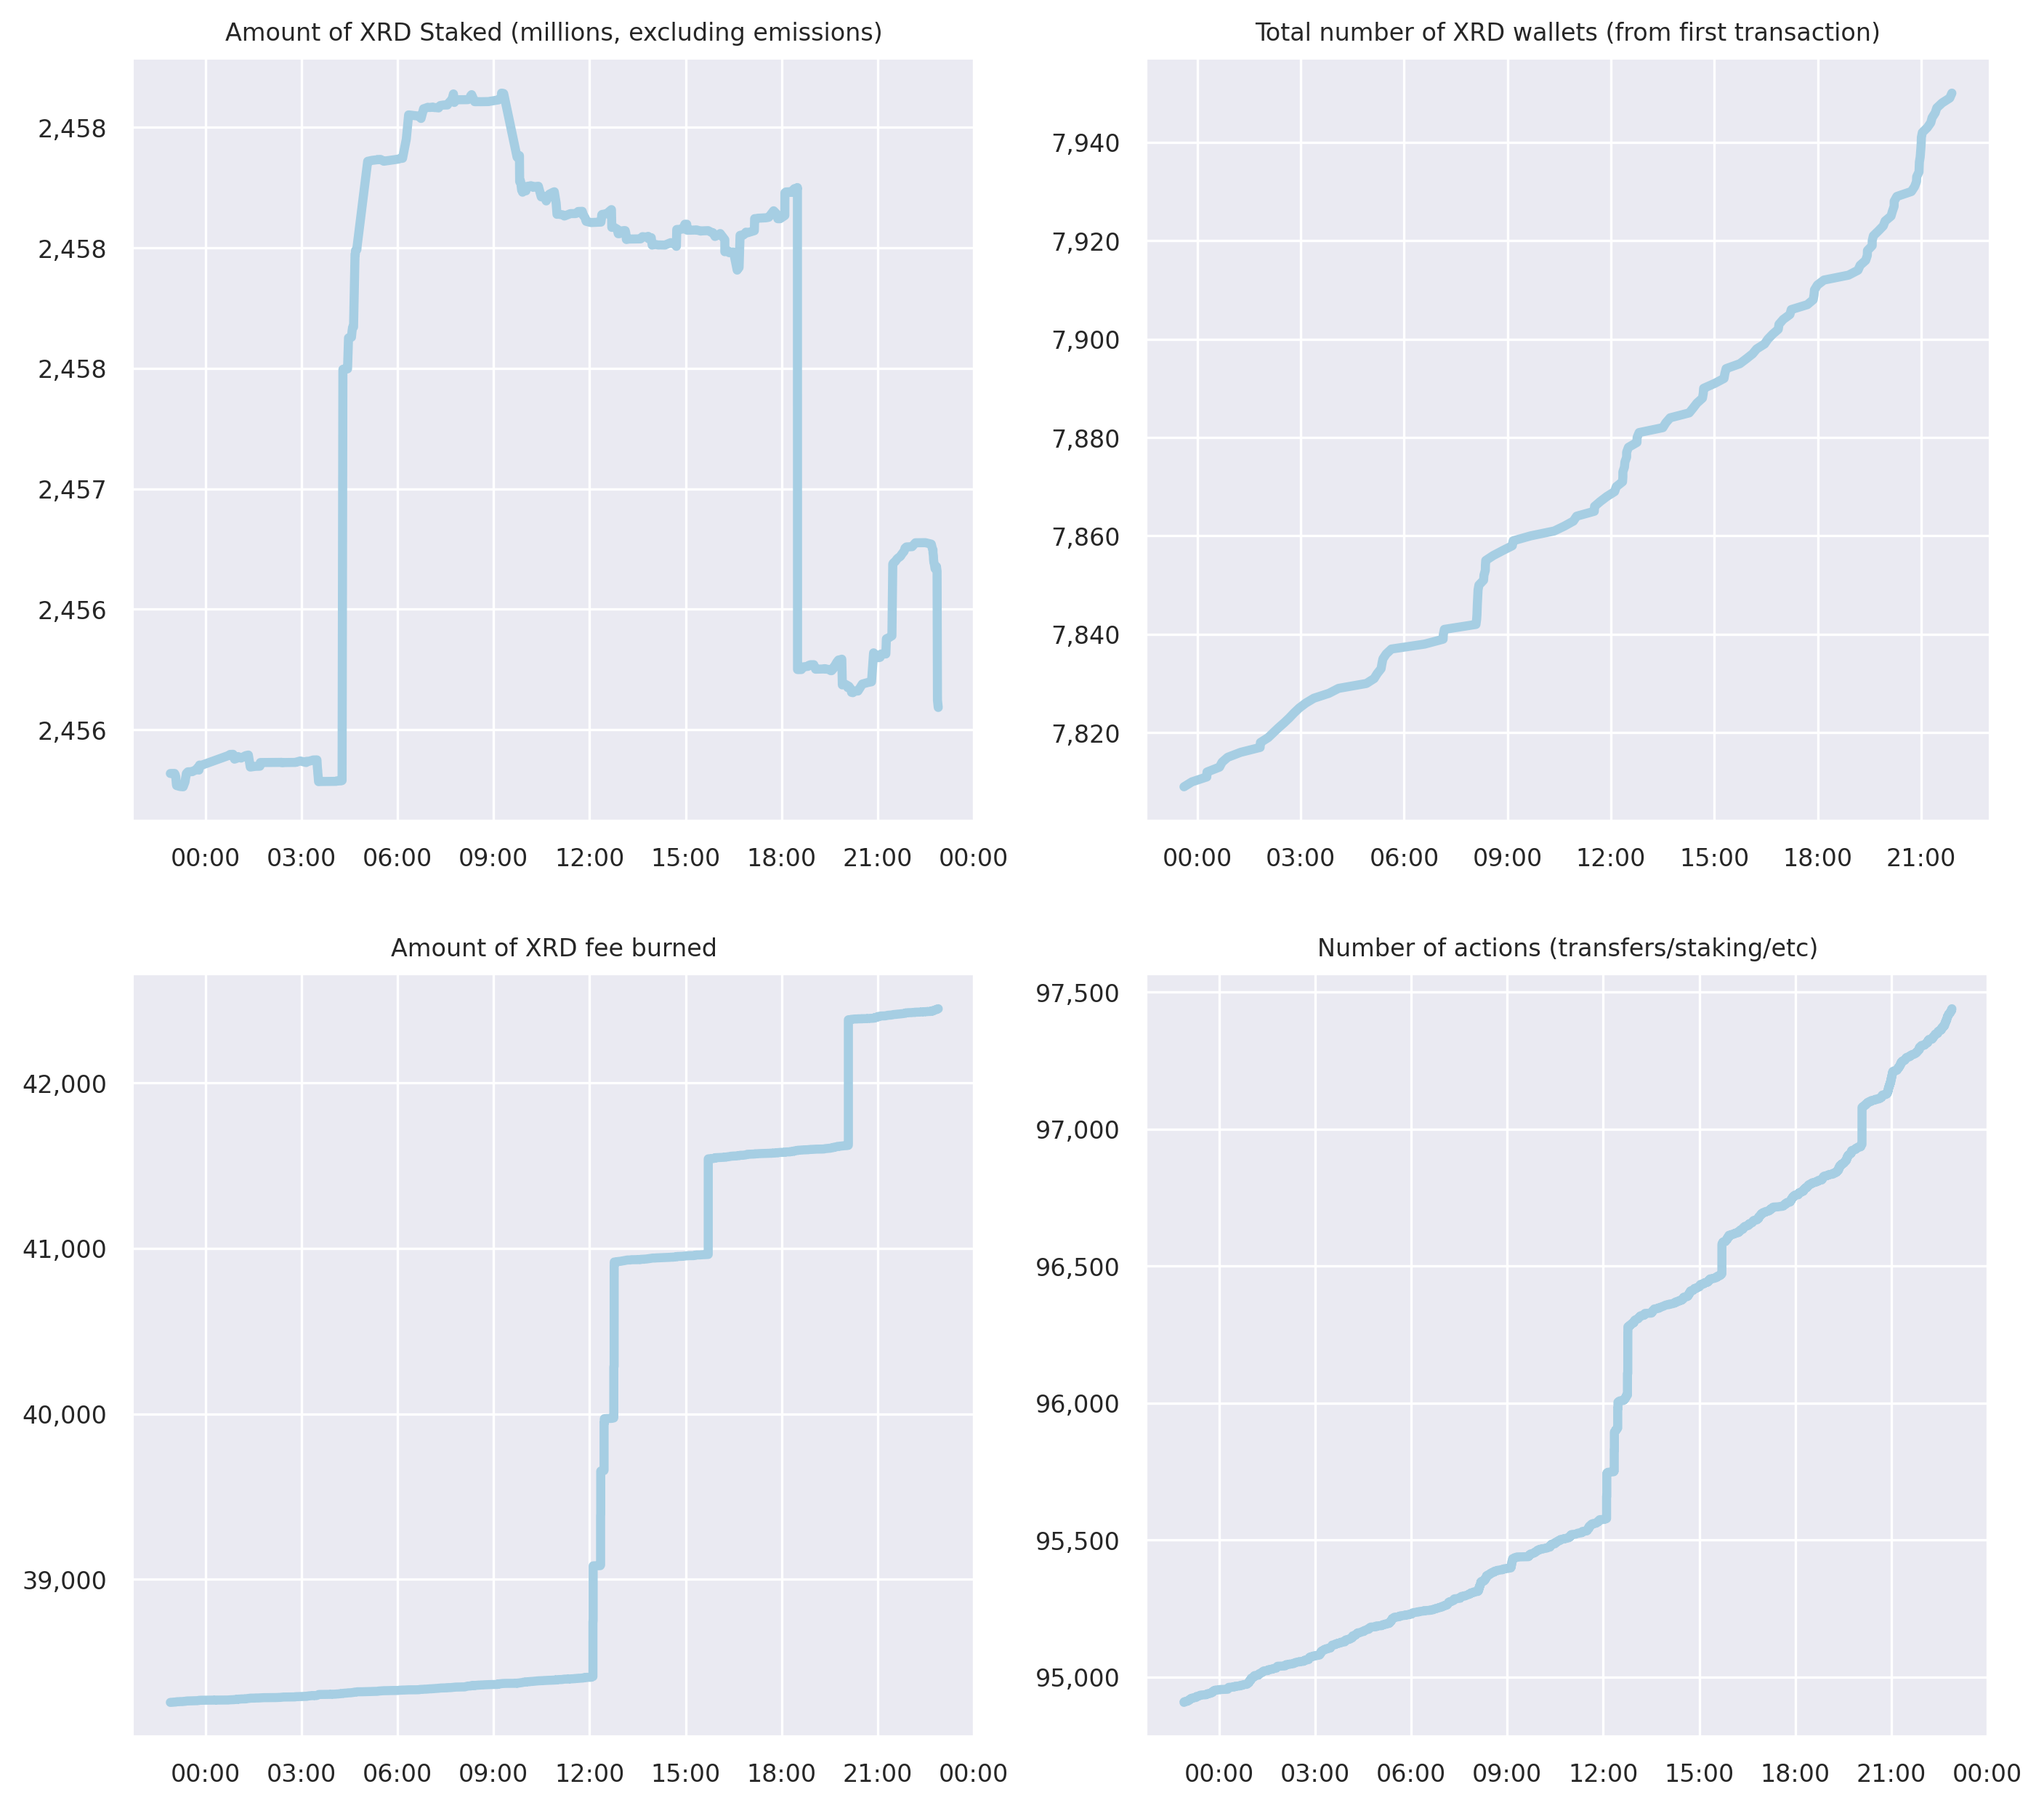 Amount of XRD Staked (millions, excluding emissions)
2,458
2,458
2,458
2,457
2,456
2,456
00:00 03:00 06:00 09:00 12:00 15:00 18:00 21:00 00:00
Total number of XRD wallets (from first transaction)
7,940
7,920
7,900
7,880
7,860
7,840
7,820
00:00 03:00 06:00 09:00 12:00 15:00 18:00 21:00
Amount of XRD fee burned
42,000
41,000
40,000
39,000
00:00 03:00 06:00 09:00 12:00 15:00 18:00 21:00 00:00
Number of actions (transfers/staking/etc)
97,500
97,000
96,500
96,000
95,500
95,000
00:00 03:00 06:00 09:00 12:00 15:00 18:00 21:00 00:00